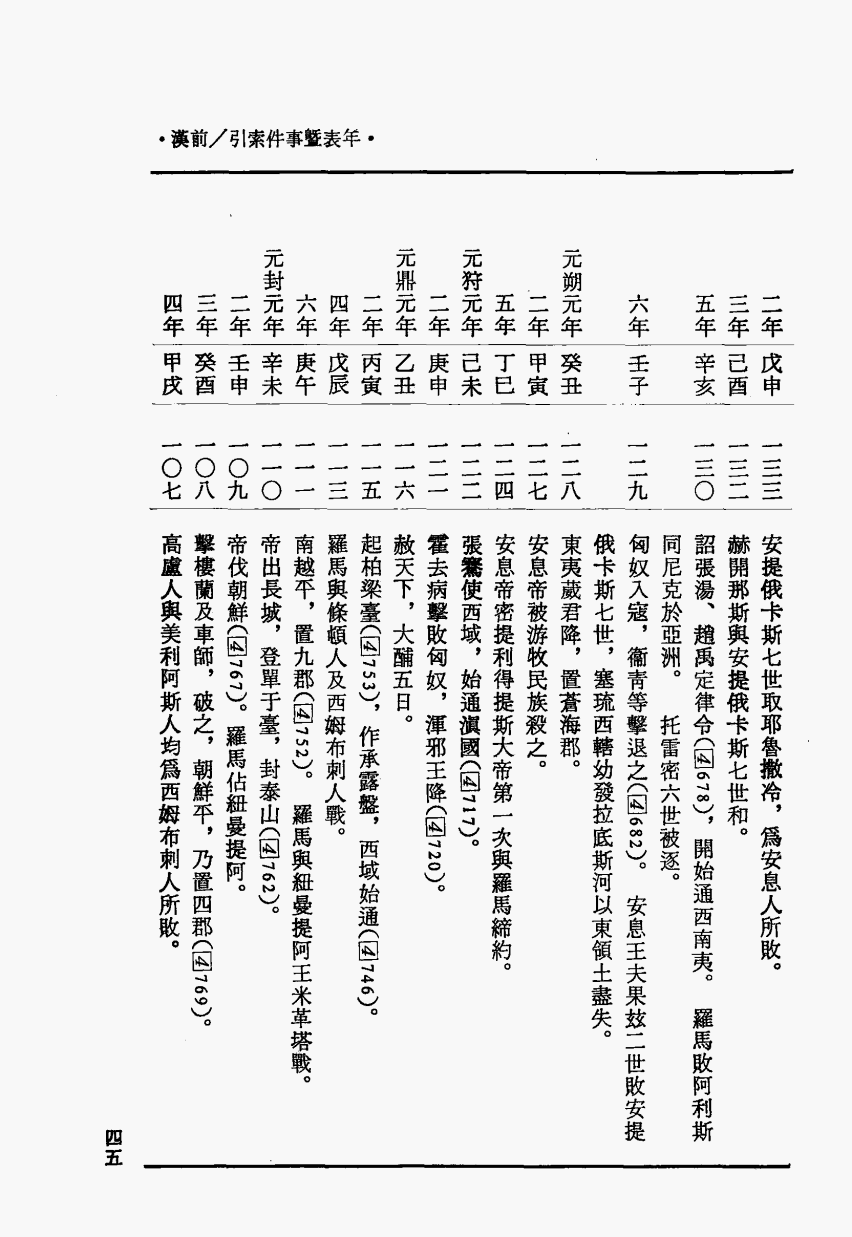 •漢前／引索件事暨表年•
二年 戊申 一三三 安提俄卡斯七世取耶魯撒冷，爲安息人所敗。
三年 己酉 一三二 赫開那斯與安提俄卡斯七世和。
五年 辛亥 一三〇 詔張湯、趙禹定律令(4678)，開始通西南夷。　羅馬敗阿利斯
同尼克於亞洲。　托雷密六世被逐。
六年 壬子 一二九 匈奴入寇，衞靑等擊退之(4682)。　安息王夫果玆二世敗安提
俄卡斯七世，塞琉西轄幼發拉底斯河以東領土盡失。
元朔元年 癸丑 一二八 東夷薉君降，置蒼海郡。
二年 甲寅 一二七 安息帝被游牧民族殺之。
五年 丁巳 一二四 安息帝密提利得提斯大帝第一次與羅馬締約。
元狩元年 己未 一二二 張騫使西域，始通滇國(4717)。
二年 庚申 一二一 霍去病擊敗匈奴，渾邪王降(4720)。
元鼎元年 乙丑 一一六 赦天下，大酺五日。
二年 丙寅 一一五 起柏梁臺(4753)，作承露盤，西域始通(4746)。
四年 戊辰 一一三 羅馬與條頓人及西姆布刺人戰。
六年 庚午 一一一 南越平，置九郡(4752)。　羅馬與紐曼提阿王米革塔戰。
元封元年 辛未 一一〇 帝出長城，登單于臺，封泰山(4762)。
二年 壬申 一〇九 帝伐朝鮮(4767)。羅馬佔紐曼提阿。
三年 癸酉 一〇八 擊樓蘭及車師，破之，朝鮮平，乃置四郡(4769)。
四年 甲戌 一〇七 高盧人與美利阿斯人均爲西姆布刺人所敗。
四五